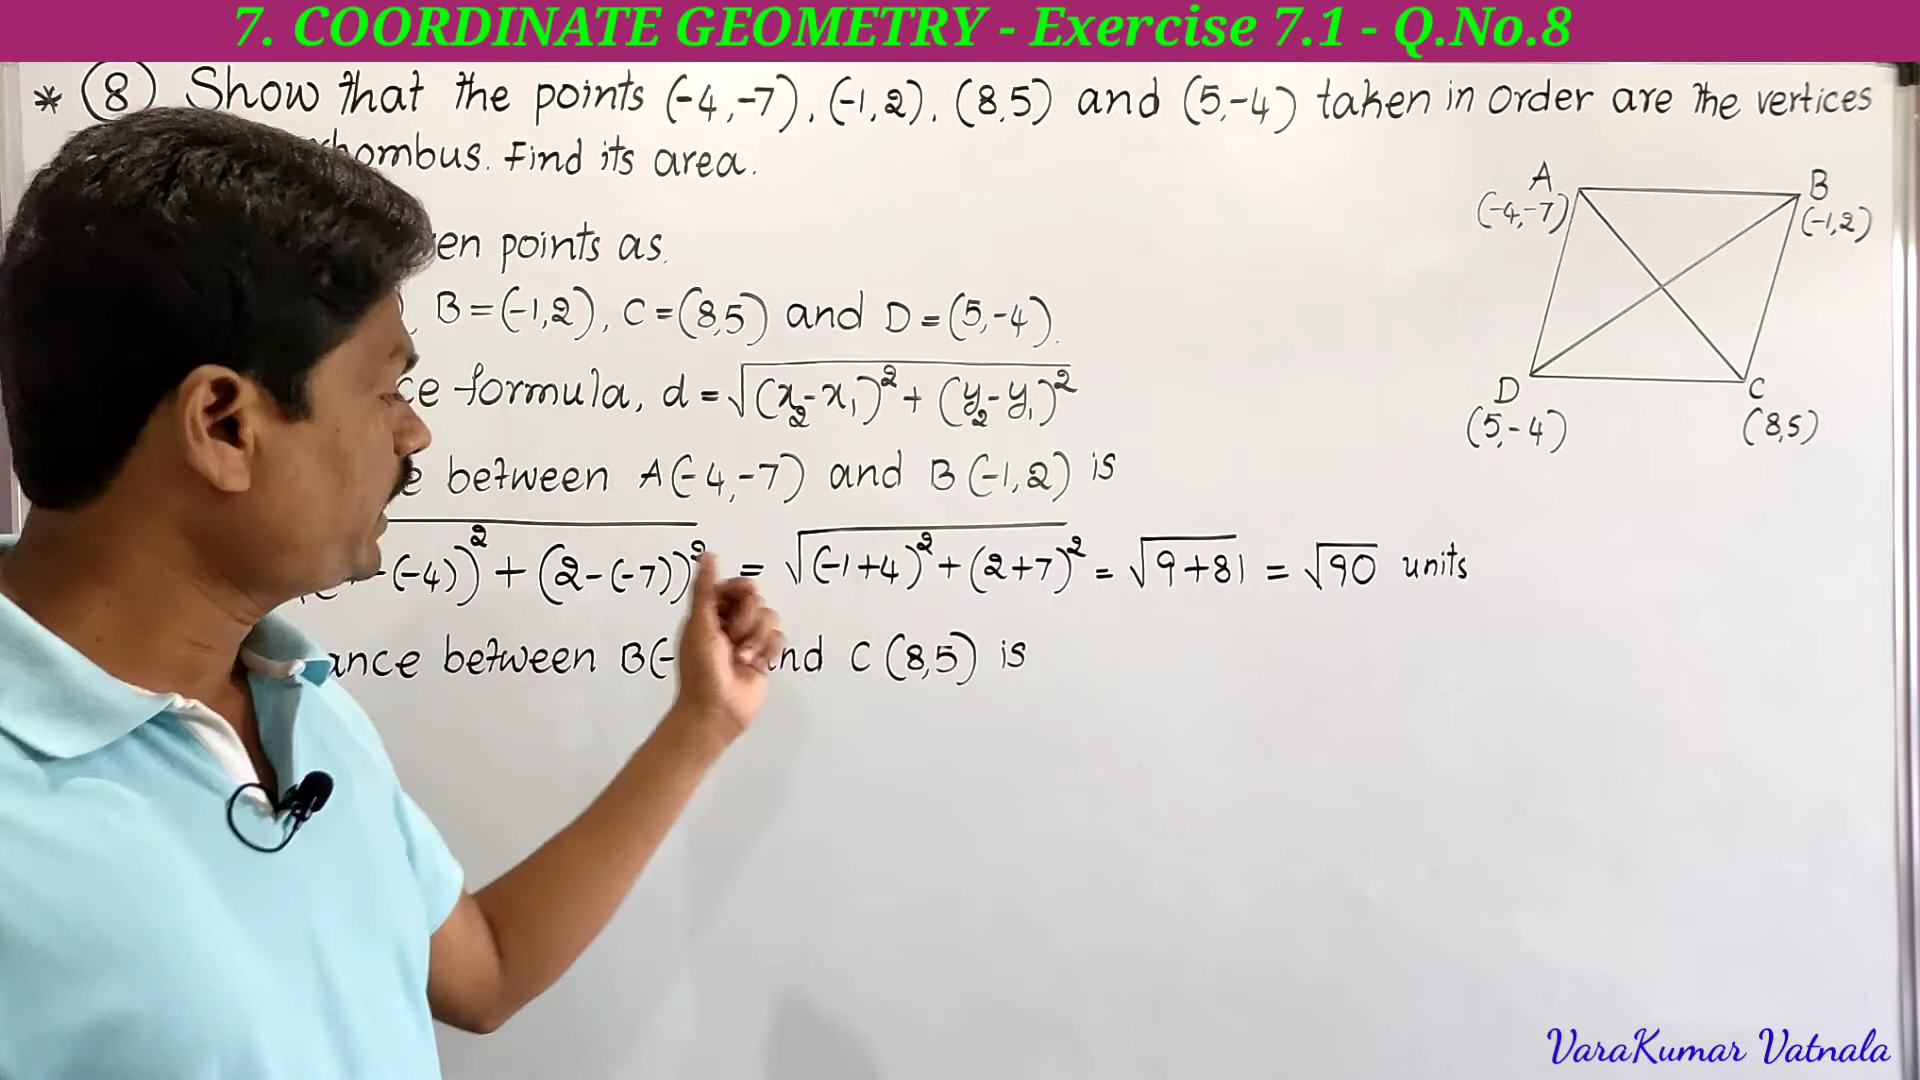 7. COORDINATE GEOMETRY - Exercise 7.1 - Q.No.8
* (8) Show that the points (-4,-7), (-1,2), (8,5) and (5,-4) taken in order are the vertices
hombus. Find its area.
en points as.
, B=(-1,2), C=(8,5) and D=(5,-4).
ce formula, d=√(x₂-x₁)²+(y₂-y₁)²
e between A(-4,-7) and B(-1,2) is
-(-4))²+(2-(-7))² = √(-1+4)²+(2+7)² = √9+81 = √90 units
ance between B(- nd C(8,5) is
A
(-4,-7)
B
(-1,2)
D
(5,-4)
C
(8,5)
VaraKumar Vatnala